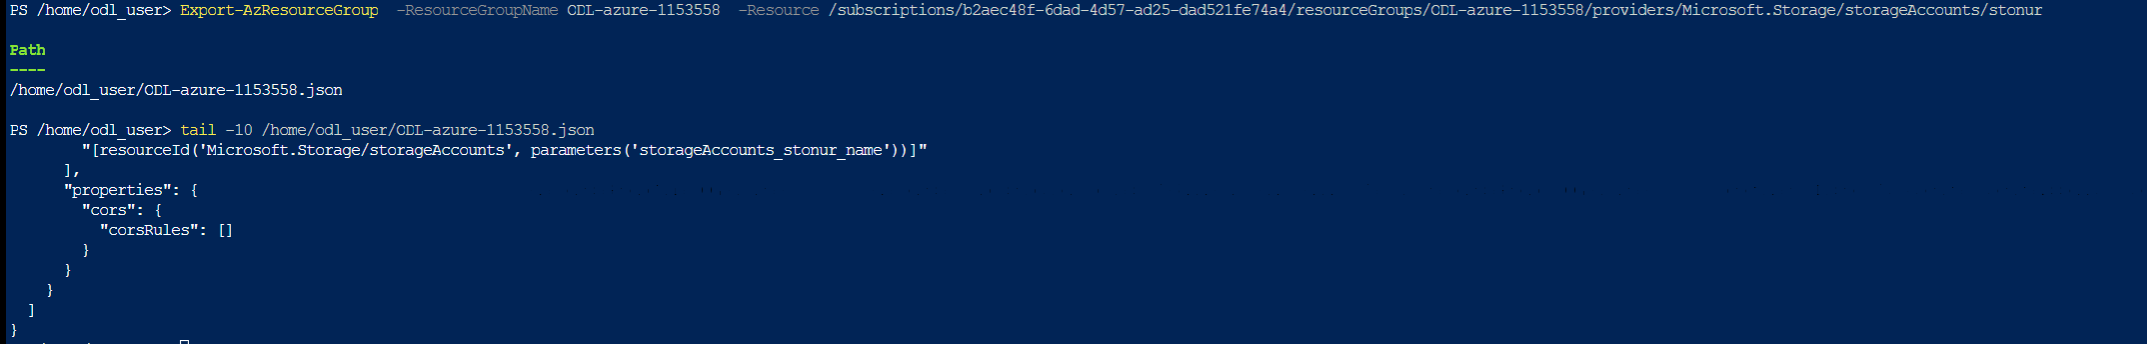 PS /home/odl_user> Export-AzResourceGroup  -ResourceGroupName ODL-azure-1153558  -Resource /subscriptions/b2aec48f-6dad-4d57-ad25-dad521fe74a4/resourceGroups/ODL-azure-1153558/providers/Microsoft.Storage/storageAccounts/stonur
Path
----
/home/odl_user/ODL-azure-1153558.json
PS /home/odl_user> tail -10 /home/odl_user/ODL-azure-1153558.json
        "[resourceId('Microsoft.Storage/storageAccounts', parameters('storageAccounts_stonur_name'))]"
      ],
      "properties": {
        "cors": {
          "corsRules": []
        }
      }
    }
  ]
}